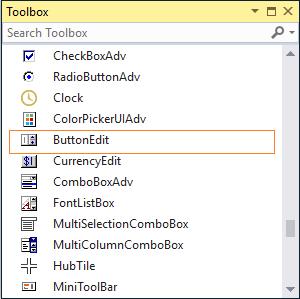 Toolbox
Search Toolbox
CheckBoxAdv
RadioButtonAdv
Clock
ColorPickerUIAdv
ButtonEdit
CurrencyEdit
ComboBoxAdv
FontListBox
MultiSelectionComboBox
MultiColumnComboBox
HubTile
MiniToolBar